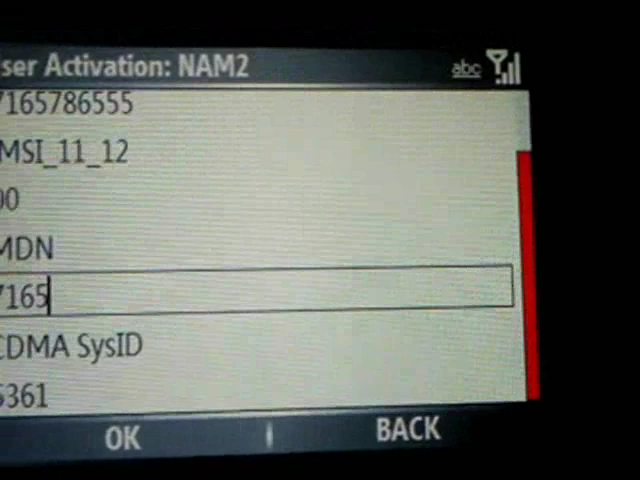 ser Activation: NAM2
abc
7165786555
MSI_11_12
00
MDN
7165
CDMA SysID
5361
OK
BACK